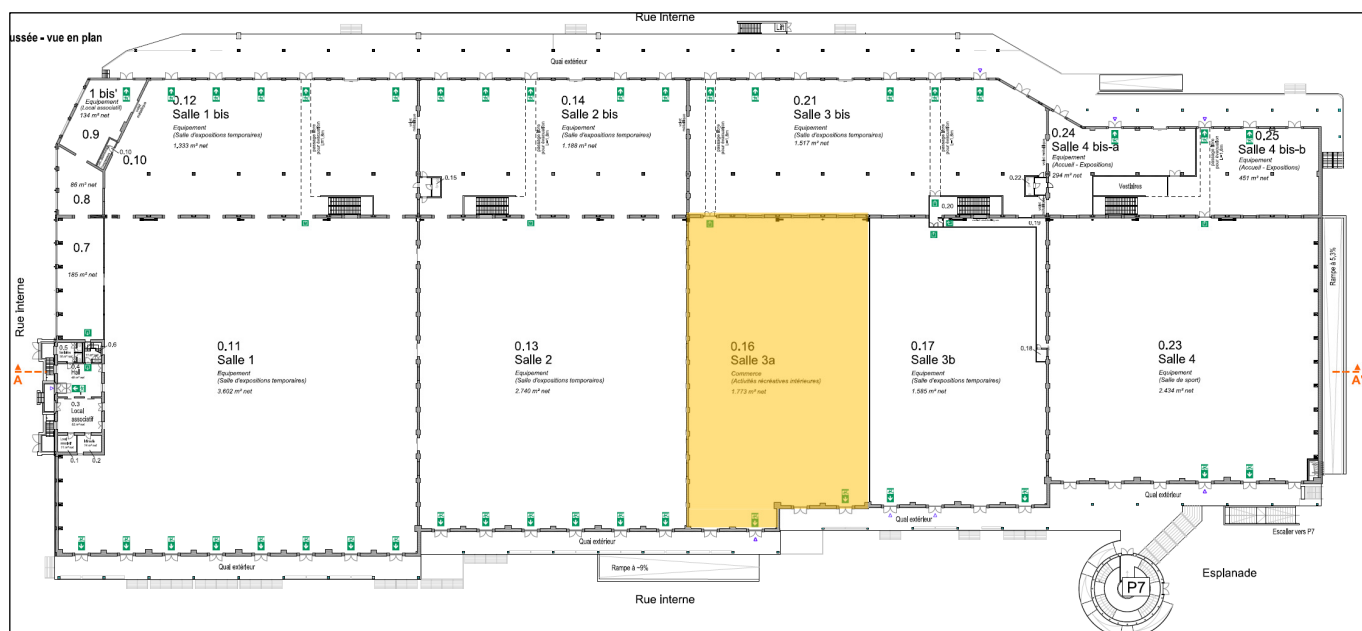 Rue Interne
ussée - vue en plan
Lift
Quai extérieur
1 bis'
Equipement
(Local associatif)
134 m² net
0.9
0.10
0.10
0.12
Salle 1 bis
Equipement
(Salle d'expositions temporaires)
1,333 m² net
0.14
Salle 2 bis
Equipement
(Salle d'expositions temporaires)
1.188 m² net
0.21
Salle 3 bis
Equipement
(Salle d'expositions temporaires)
1.517 m² net
0.24
Salle 4 bis-a
Equipement
(Accueil - Expositions)
294 m² net
0.25
Salle 4 bis-b
Equipement
(Accueil - Expositions)
451 m² net
Vestiaires
0.15
0.22
0.20
0.19
86 m² net
0.8
0.7
185 m² net
Rue Interne
Rampe à 5,3%
0.6
0.5
0.4
Hall
0.3
Local
associatif
0.1
0.2
A
0.11
Salle 1
Equipement
(Salle d'expositions temporaires)
3.602 m² net
0.13
Salle 2
Equipement
(Salle d'expositions temporaires)
2.740 m² net
0.16
Salle 3a
Commerce
(Activités récréatives intérieures)
1.773 m² net
0.17
Salle 3b
Equipement
(Salle d'expositions temporaires)
1.585 m² net
0.18
0.23
Salle 4
Equipement
(Salle de sport)
2.434 m² net
A'
Quai extérieur
Quai extérieur
Quai extérieur
Quai extérieur
Escalier vers P7
Rampe à ~9%
Rue Interne
Esplanade
P7